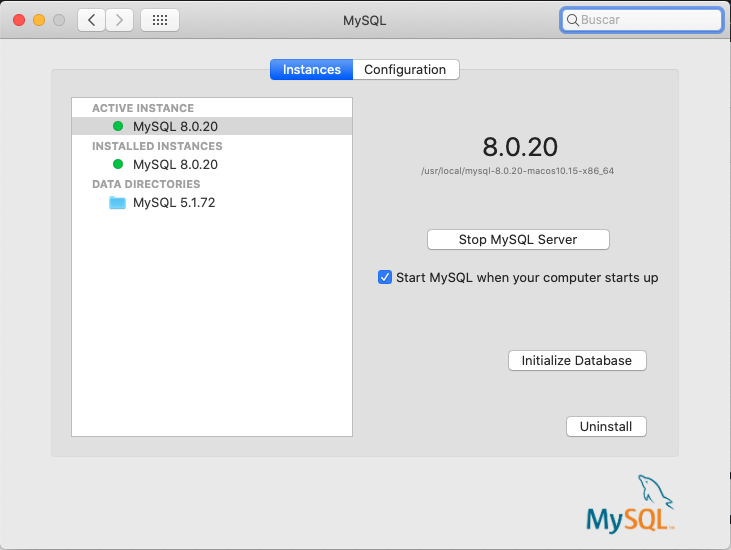 MySQL
Buscar
Instances
Configuration
ACTIVE INSTANCE
MySQL 8.0.20
INSTALLED INSTANCES
MySQL 8.0.20
DATA DIRECTORIES
MySQL 5.1.72
8.0.20
/usr/local/mysql-8.0.20-macos10.15-x86_64
Stop MySQL Server
Start MySQL when your computer starts up
Initialize Database
Uninstall
MySQL™